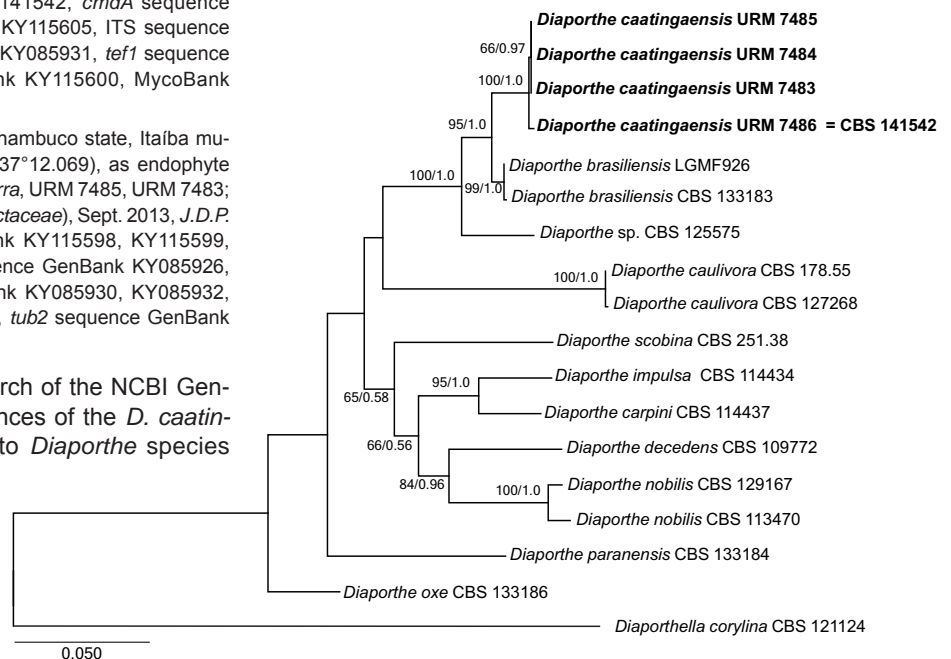 141542, cmdA sequence
KY115605, ITS sequence
KY085931, tef1 sequence
nk KY115600, MycoBank
nambuco state, Itaíba mu-
37°12.069), as endophyte
rra, URM 7485, URM 7483;
ctaceae), Sept. 2013, J.D.P.
nk KY115598, KY115599,
ence GenBank KY085926,
nk KY085930, KY085932,
, tub2 sequence GenBank
rch of the NCBI Gen-
nces of the D. caatin-
to Diaporthe species
Diaporthe caatingaensis URM 7485
66/0.97
Diaporthe caatingaensis URM 7484
100/1.0
Diaporthe caatingaensis URM 7483
95/1.0
Diaporthe caatingaensis URM 7486 = CBS 141542
Diaporthe brasiliensis LGMF926
100/1.0
99/1.0
Diaporthe brasiliensis CBS 133183
Diaporthe sp. CBS 125575
Diaporthe caulivora CBS 178.55
100/1.0
Diaporthe caulivora CBS 127268
Diaporthe scobina CBS 251.38
65/0.58
Diaporthe impulsa CBS 114434
95/1.0
Diaporthe carpini CBS 114437
66/0.56
Diaporthe decedens CBS 109772
84/0.96
Diaporthe nobilis CBS 129167
100/1.0
Diaporthe nobilis CBS 113470
Diaporthe paranensis CBS 133184
Diaporthe oxe CBS 133186
Diaporthella corylina CBS 121124
0.050